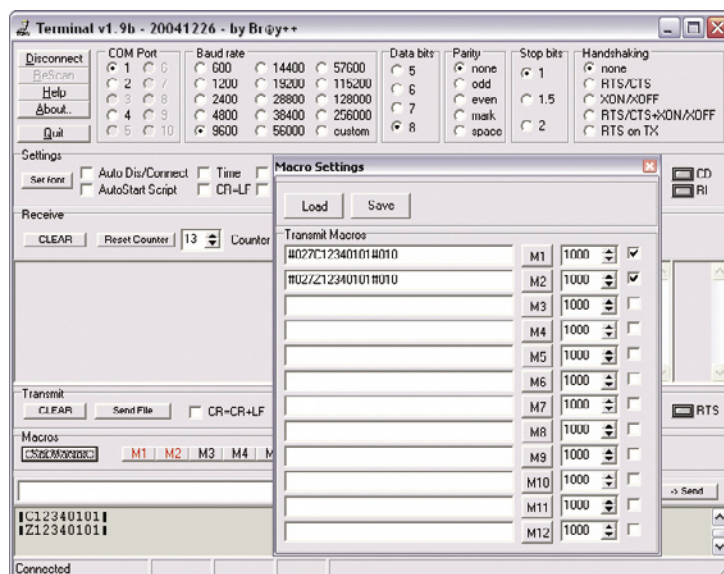 Terminal v1.9b - 20041226 - by Br@y++
Disconnect
ReScan
Help
About..
Quit
COM Port
1 6
2 7
3 8
4 9
5 10
Baud rate
600 14400 57600
1200 19200 115200
2400 28800 128000
4800 38400 256000
9600 56000 custom
Data bits
5
6
7
8
Parity
none
odd
even
mark
space
Stop bits
1
1.5
2
Handshaking
none
RTS/CTS
XON/XOFF
RTS/CTS+XON/XOFF
RTS on TX
Settings
Set font
Auto Dis/Connect Time
AutoStart Script CR=LF
CD
RI
Receive
CLEAR Reset Counter 13 Counter
Transmit
CLEAR Send File CR=CR+LF
RTS
Macros
Set Macros
M1 M2 M3 M4 M
-> Send
C12340101
Z12340101
Connected
Macro Settings
Load Save
Transmit Macros
#027C12340101#010 M1 1000
#027Z12340101#010 M2 1000
M3 1000
M4 1000
M5 1000
M6 1000
M7 1000
M8 1000
M9 1000
M10 1000
M11 1000
M12 1000